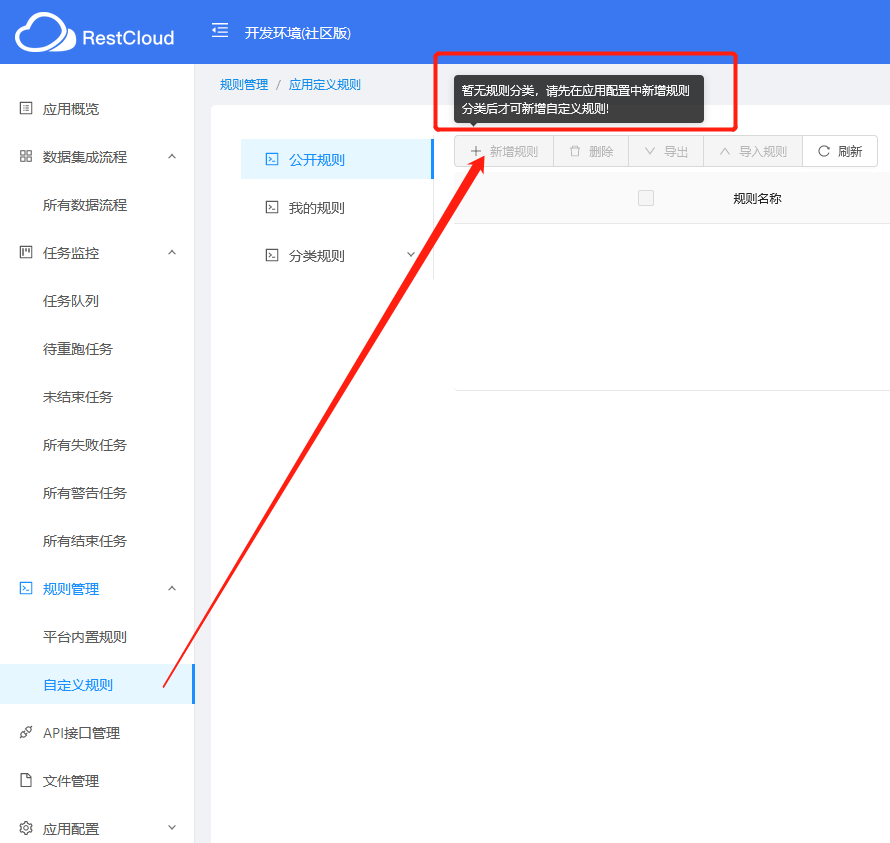 RestCloud
开发环境(社区版)
应用概览
数据集成流程
所有数据流程
任务监控
任务队列
待重跑任务
未结束任务
所有失败任务
所有警告任务
所有结束任务
规则管理
平台内置规则
自定义规则
API接口管理
文件管理
应用配置
规则管理 / 应用定义规则
暂无规则分类，请先在应用配置中新增规则
分类后才可新增自定义规则!
公开规则
我的规则
分类规则
新增规则 删除 导出 导入规则 刷新
规则名称